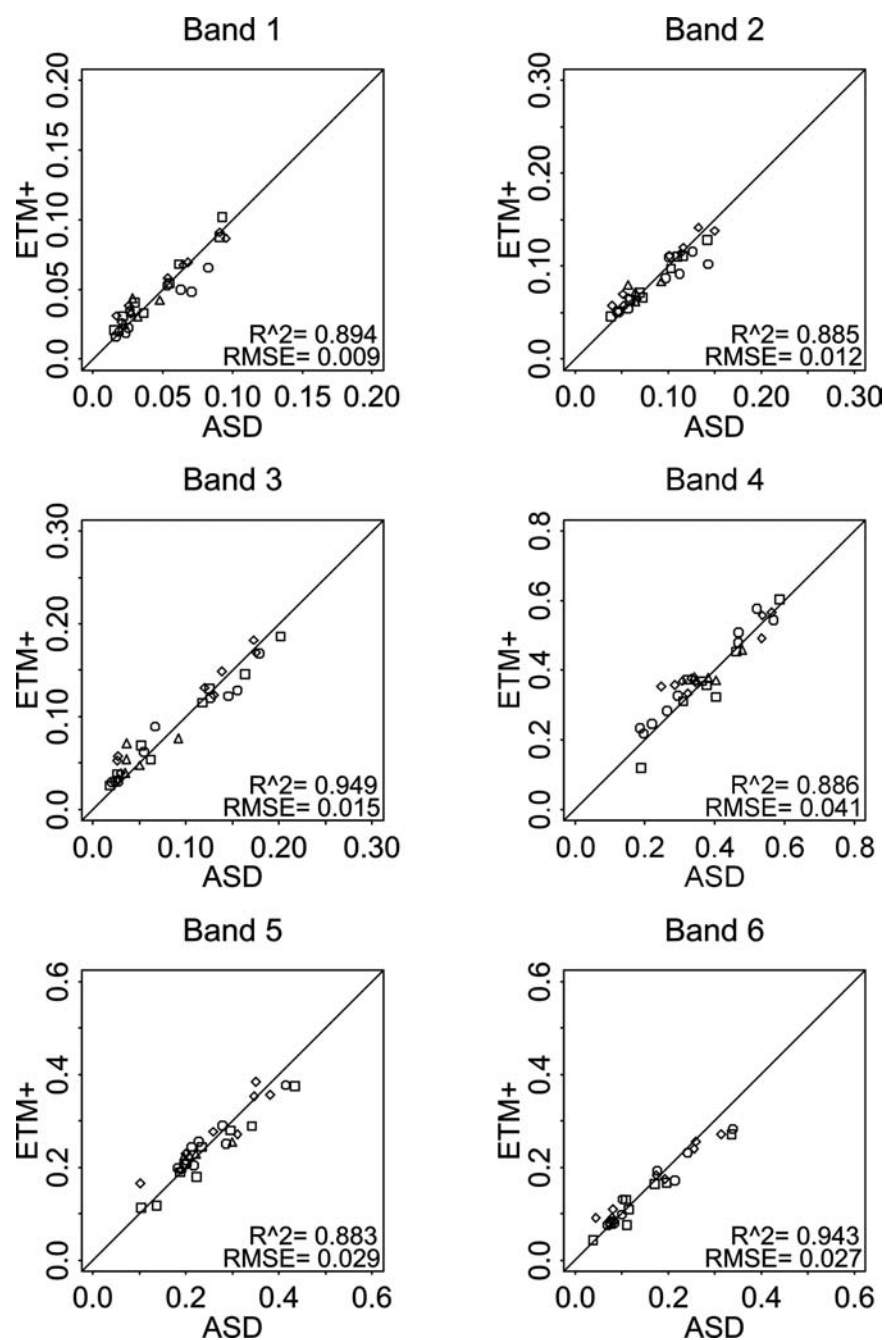 Band 1
ETM+
0.0 0.05 0.10 0.15 0.20
R^2= 0.894
RMSE= 0.009
0.0 0.05 0.10 0.15 0.20
ASD
Band 2
ETM+
0.0 0.10 0.20 0.30
R^2= 0.885
RMSE= 0.012
0.0 0.10 0.20 0.30
ASD
Band 3
ETM+
0.0 0.10 0.20 0.30
R^2= 0.949
RMSE= 0.015
0.0 0.10 0.20 0.30
ASD
Band 4
ETM+
0.0 0.2 0.4 0.6 0.8
R^2= 0.886
RMSE= 0.041
0.0 0.2 0.4 0.6 0.8
ASD
Band 5
ETM+
0.0 0.2 0.4 0.6
R^2= 0.883
RMSE= 0.029
0.0 0.2 0.4 0.6
ASD
Band 6
ETM+
0.0 0.2 0.4 0.6
R^2= 0.943
RMSE= 0.027
0.0 0.2 0.4 0.6
ASD